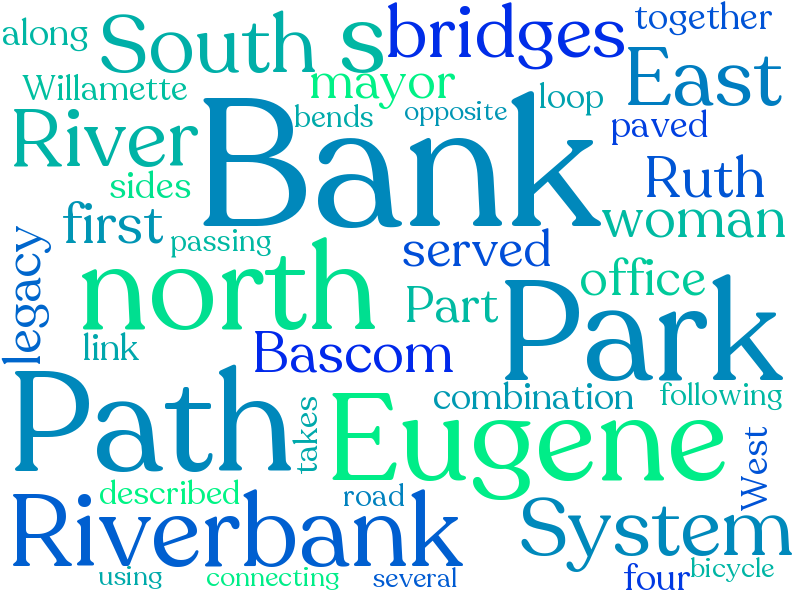 along
South
s
bridges
together
Willamette
mayor
East
bends
opposite
loop
River
Bank
paved
sides
Ruth
first
passing
served
woman
legacy
north
Part
office
link
Bascom
Park
Path
takes
Eugene
combination
following
West
described
road
Riverbank
System
using
connecting
several
four
bicycle